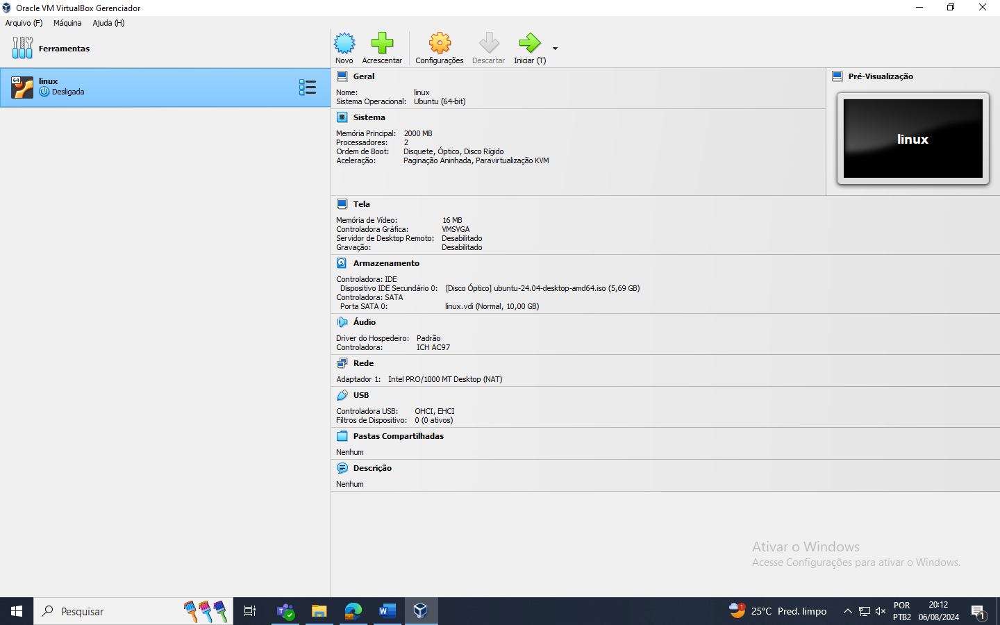 Oracle VM VirtualBox Gerenciador
Arquivo (F) Máquina Ajuda (H)
Ferramentas
64
linux
Desligada
Novo Acrescentar Configurações Descartar Iniciar (T)
Geral
Nome: linux
Sistema Operacional: Ubuntu (64-bit)
Sistema
Memória Principal: 2000 MB
Processadores: 2
Ordem de Boot: Disquete, Óptico, Disco Rígido
Aceleração: Paginação Aninhada, Paravirtualização KVM
Pré-Visualização
linux
Tela
Memória de Vídeo: 16 MB
Controladora Gráfica: VMSVGA
Servidor de Desktop Remoto: Desabilitado
Gravação: Desabilitado
Armazenamento
Controladora: IDE
Dispositivo IDE Secundário 0: [Disco Óptico] ubuntu-24.04-desktop-amd64.iso (5,69 GB)
Controladora: SATA
Porta SATA 0: linux.vdi (Normal, 10,00 GB)
Áudio
Driver do Hospedeiro: Padrão
Controladora: ICH AC97
Rede
Adaptador 1: Intel PRO/1000 MT Desktop (NAT)
USB
Controladora USB: OHCI, EHCI
Filtros de Dispositivo: 0 (0 ativos)
Pastas Compartilhadas
Nenhum
Descrição
Nenhum
Ativar o Windows
Acesse Configurações para ativar o Windows.
Pesquisar
1
25°C Pred. limpo
POR
PTB2
20:12
06/08/2024
1